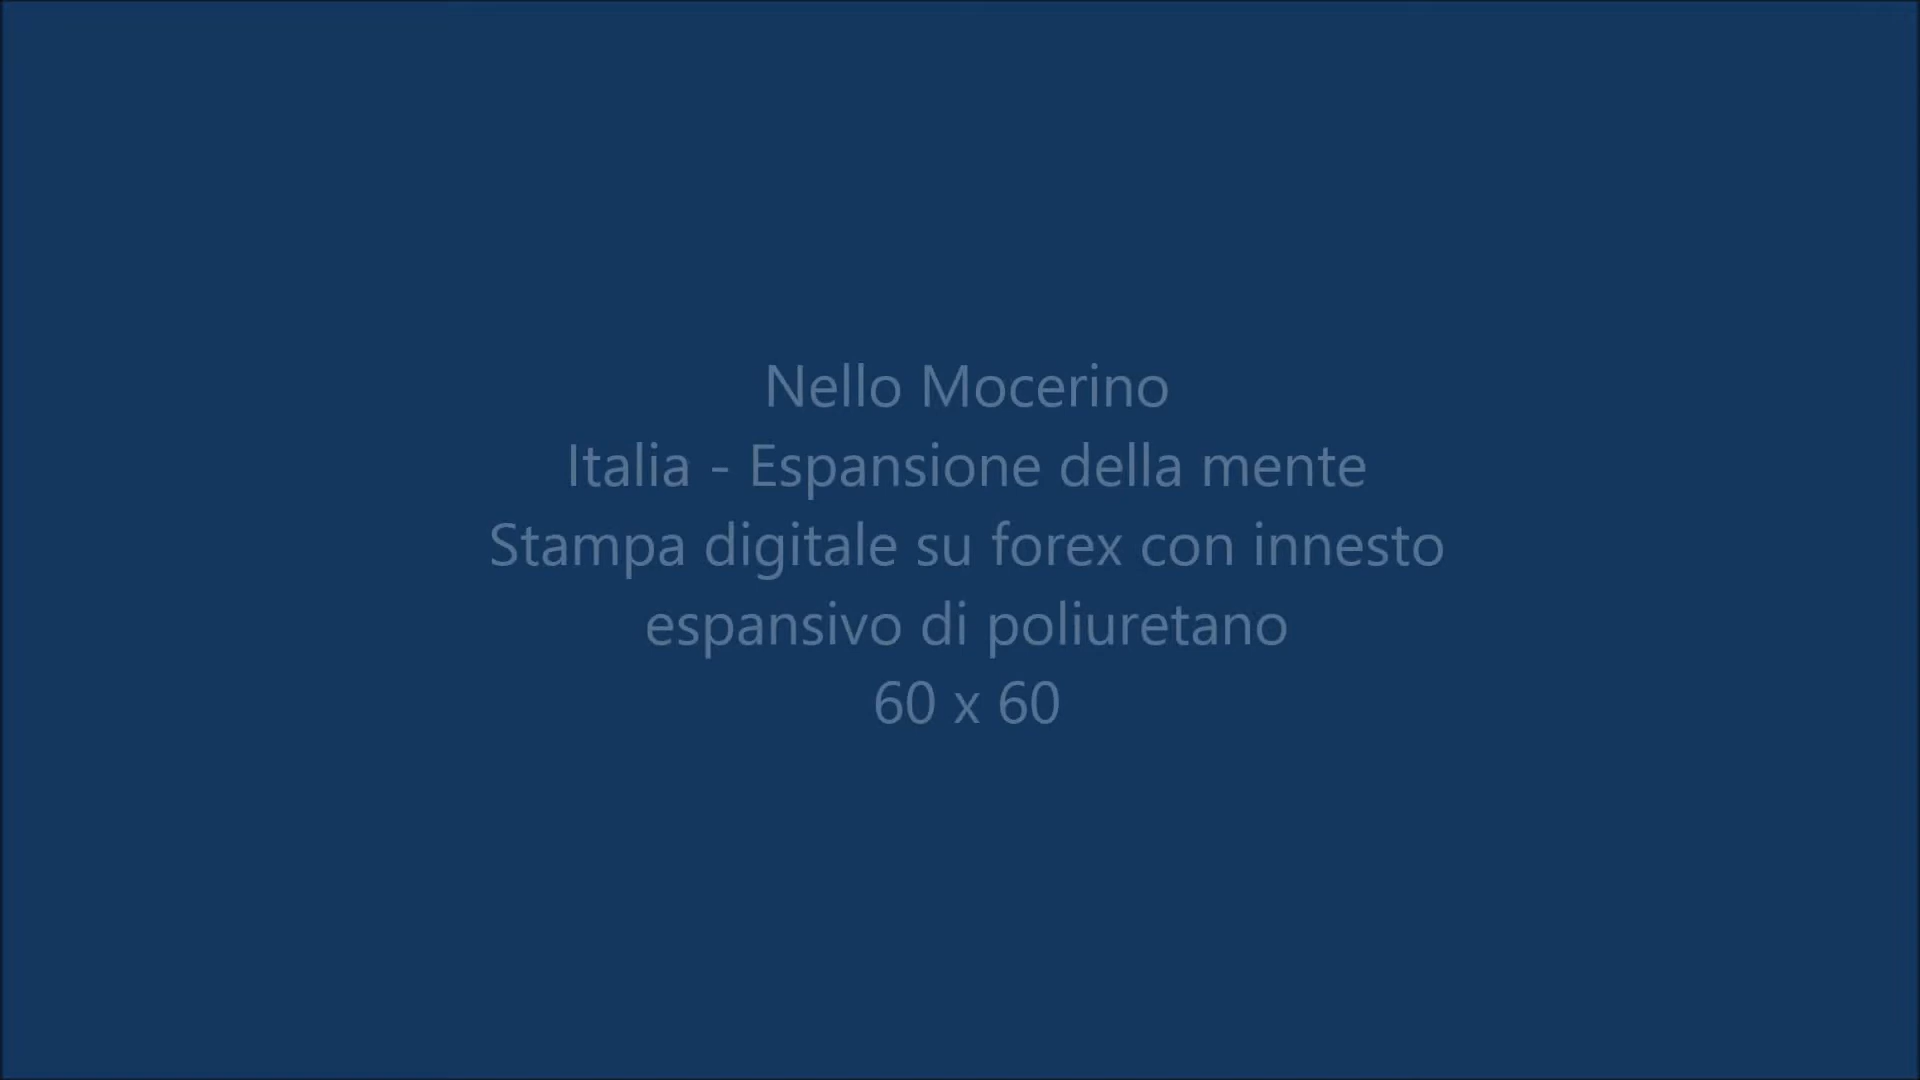 Nello Mocerino
Italia - Espansione della mente
Stampa digitale su forex con innesto
espansivo di poliuretano
60 x 60